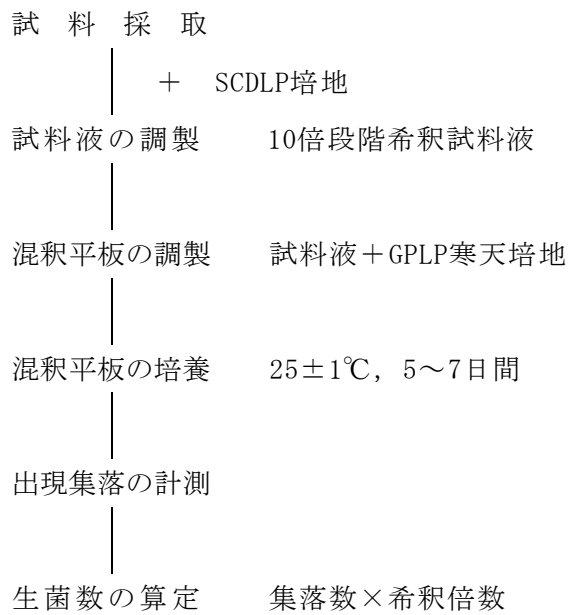 試料採取
＋ SCDLP培地
試料液の調製 10倍段階希釈試料液
混釈平板の調製 試料液＋GPLP寒天培地
混釈平板の培養 25±1℃, 5～7日間
出現集落の計測
生菌数の算定 集落数×希釈倍数